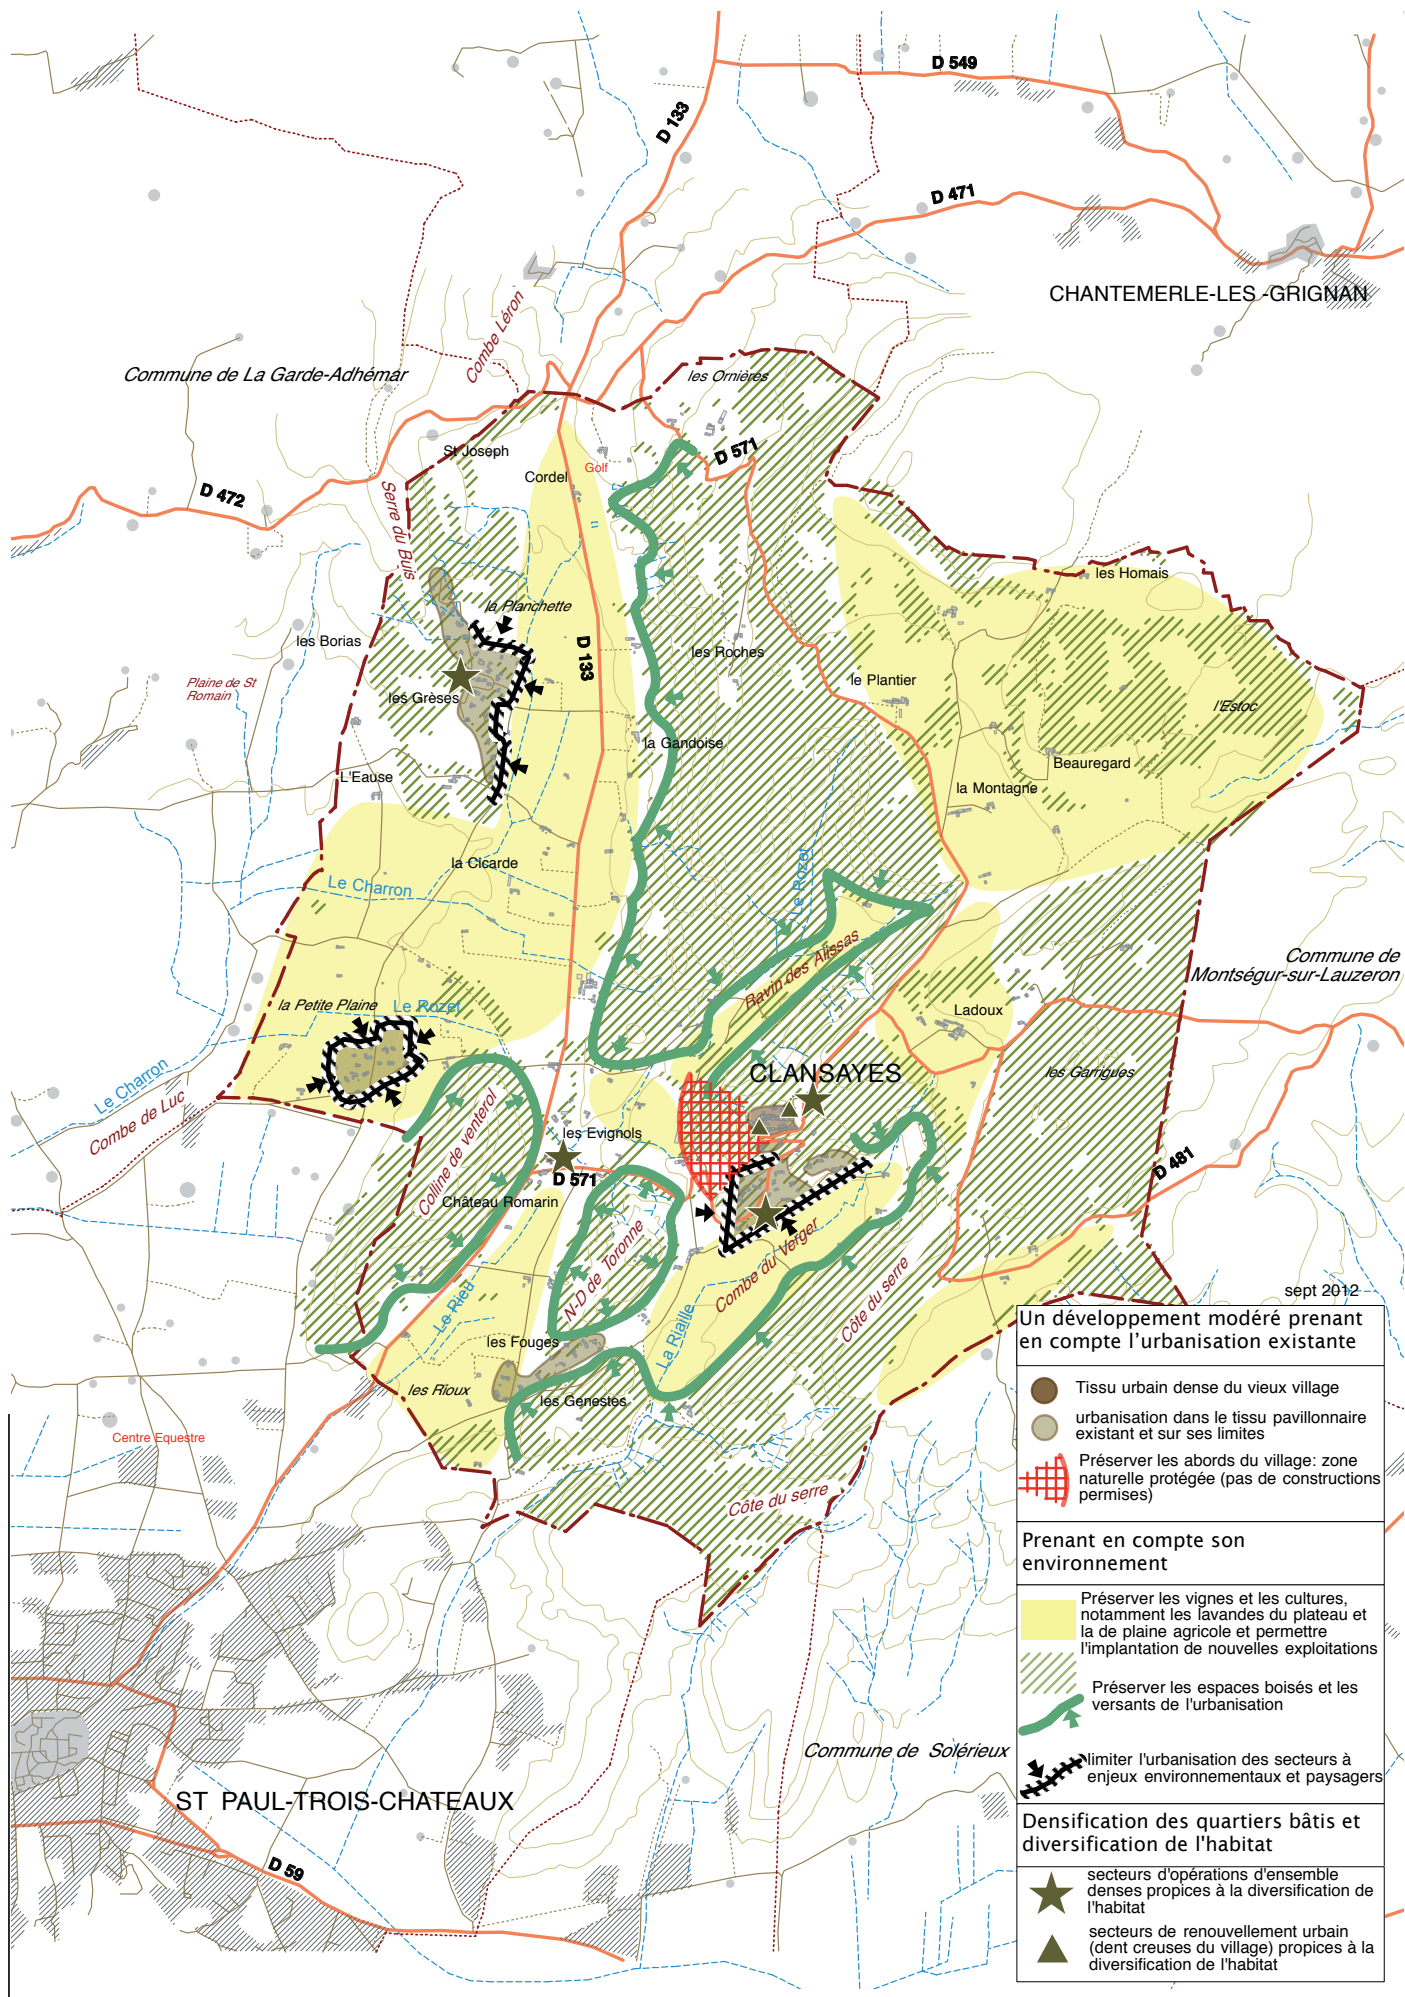 D 549
D 133
D 471
CHANTEMERLE-LES -GRIGNAN
Combe Léron
Commune de La Garde-Adhémar
les Ornières
St Joseph
D 571
Cordel
Golf
D 472
Serre du Buis
les Homais
la Planchette
les Borias
D 133
les Roches
Plaine de St
Romain
les Grèses
le Plantier
l'Estoc
la Gandoise
Beauregard
L'Eause
la Montagne
la Cicarde
Le Rozet
Le Charron
Ravin des Alissas
Commune de
Montségur-sur-Lauzeron
la Petite Plaine
Le Rozet
Ladoux
Le Charron
CLANSAYES
les Garrigues
Combe de Luc
Colline de venterol
les Evignols
D 571
D 481
Château Romarin
N-D de Toronne
Combe du Verger
Côte du serre
Le Rieu
La Riaille
les Fouges
les Rioux
les Genestes
Centre Equestre
Côte du serre
Commune de Solérieux
ST PAUL-TROIS-CHATEAUX
D 59
sept 2012
Un développement modéré prenant
en compte l'urbanisation existante
Tissu urbain dense du vieux village
urbanisation dans le tissu pavillonnaire
existant et sur ses limites
Préserver les abords du village: zone
naturelle protégée (pas de constructions
permises)
Prenant en compte son
environnement
Préserver les vignes et les cultures,
notamment les lavandes du plateau et
la de plaine agricole et permettre
l'implantation de nouvelles exploitations
Préserver les espaces boisés et les
versants de l'urbanisation
limiter l'urbanisation des secteurs à
enjeux environnementaux et paysagers
Densification des quartiers bâtis et
diversification de l'habitat
secteurs d'opérations d'ensemble
denses propices à la diversification de
l'habitat
secteurs de renouvellement urbain
(dent creuses du village) propices à la
diversification de l'habitat